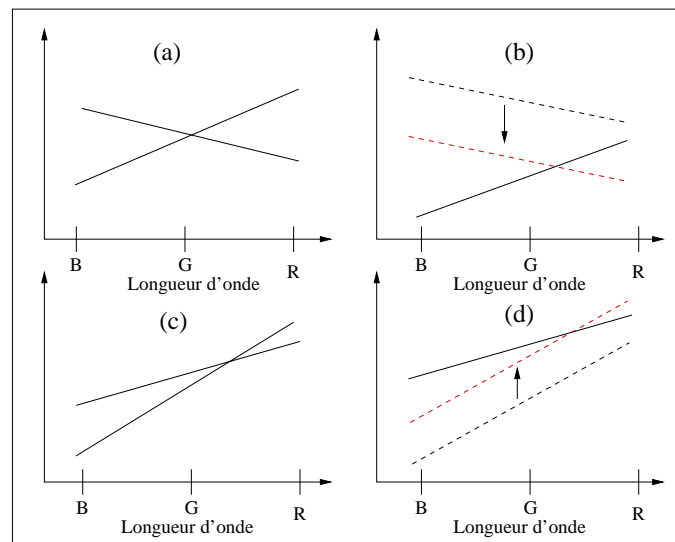 (a)
B G R
Longueur d'onde
(b)
B G R
Longueur d'onde
(c)
B G R
Longueur d'onde
(d)
B G R
Longueur d'onde